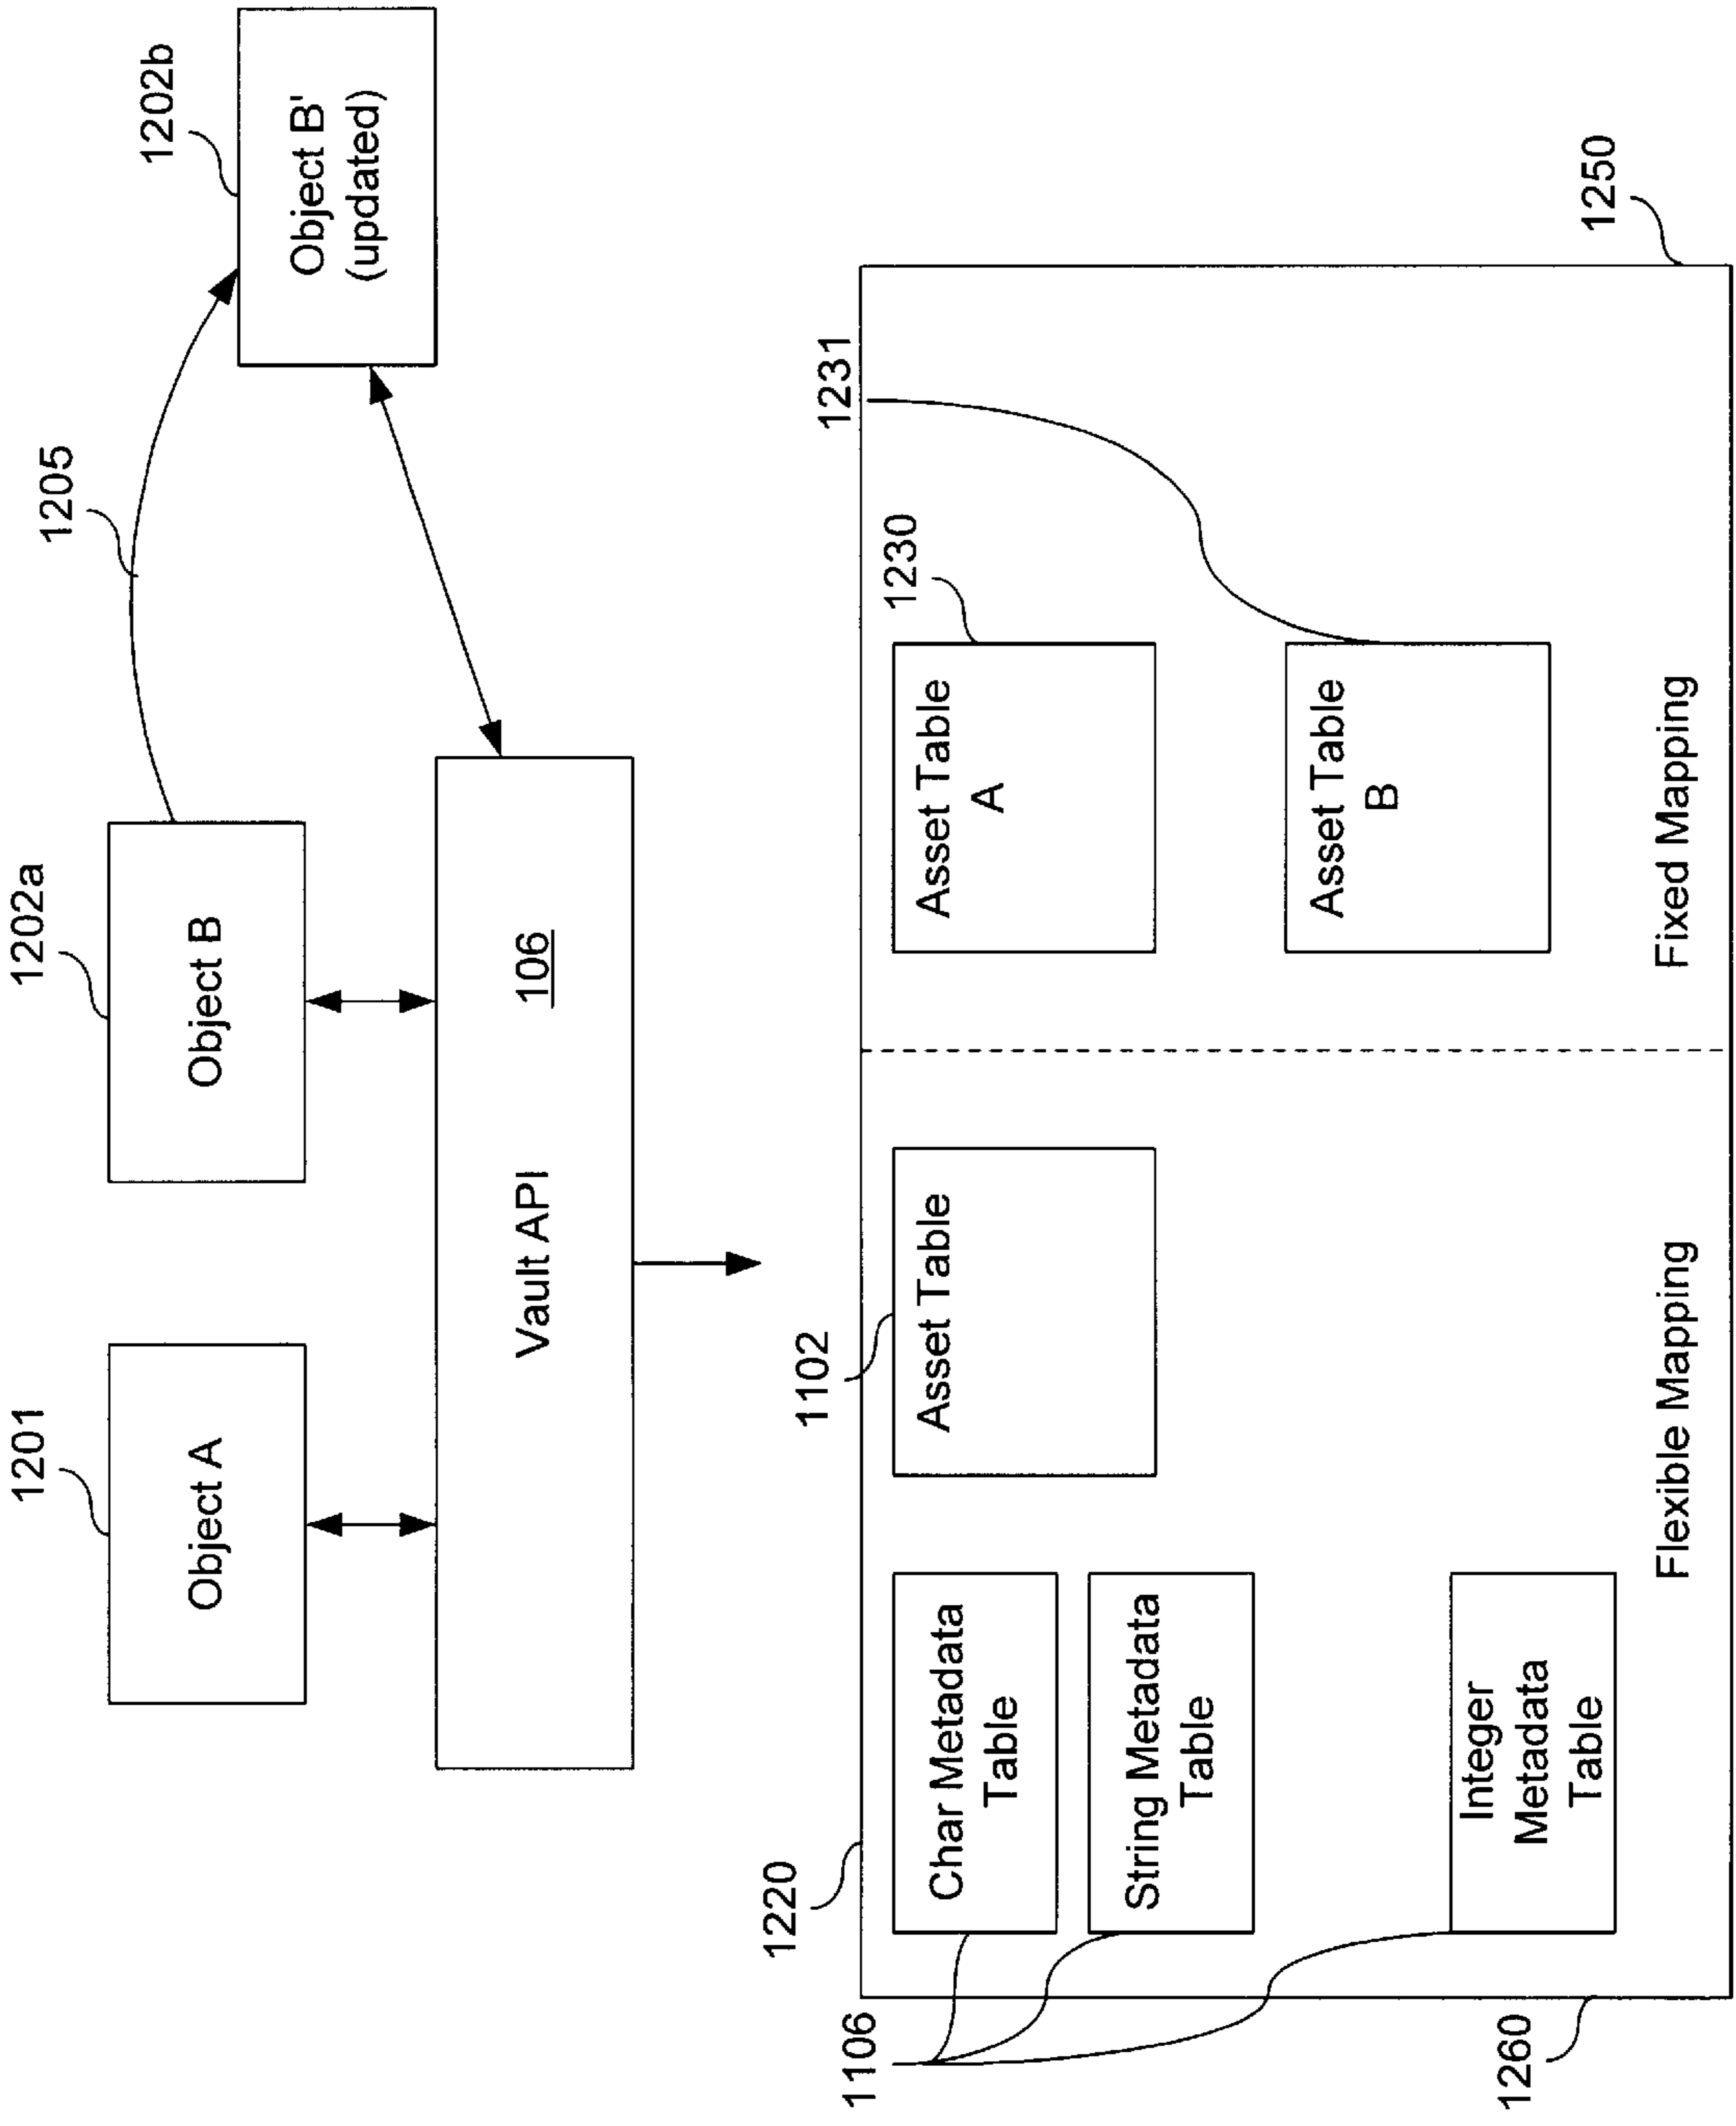 1201
1202a
1205
1202b
Object A
Object B
Object B'
(updated)
Vault API
106
1220
1102
1230
1231
1106
Char Metadata
Table
Asset Table
Asset Table
A
String Metadata
Table
Asset Table
B
Integer
Metadata
Table
1260
Flexible Mapping
Fixed Mapping
1250